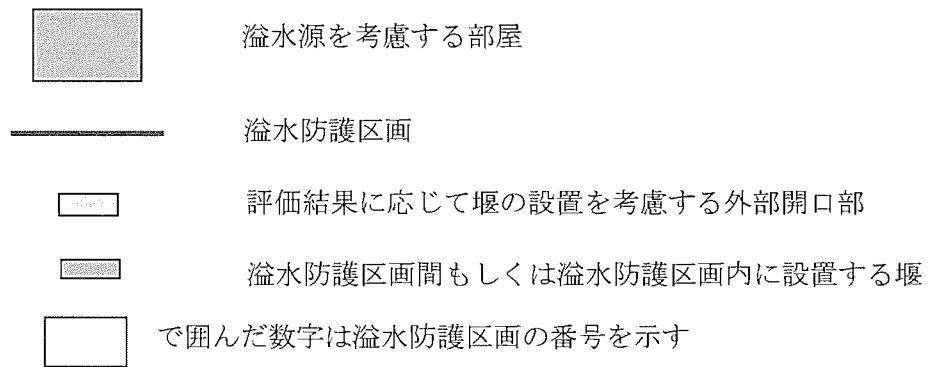 溢水源を考慮する部屋
溢水防護区画
評価結果に応じて堰の設置を考慮する外部開口部
溢水防護区画間もしくは溢水防護区画内に設置する堰
で囲んだ数字は溢水防護区画の番号を示す